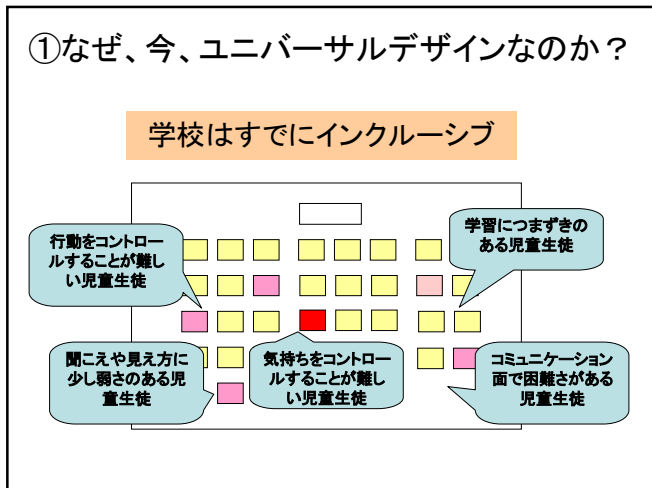 ①なぜ、今、ユニバーサルデザインなのか？
学校はすでにインクルーシブ
行動をコントロー
ルすることが難し
い児童生徒
学習につまずきの
ある児童生徒
聞こえや見え方に
少し弱さのある児
童生徒
気持ちをコントロー
ルすることが難し
い児童生徒
コミュニケーション
面で困難さがある
児童生徒